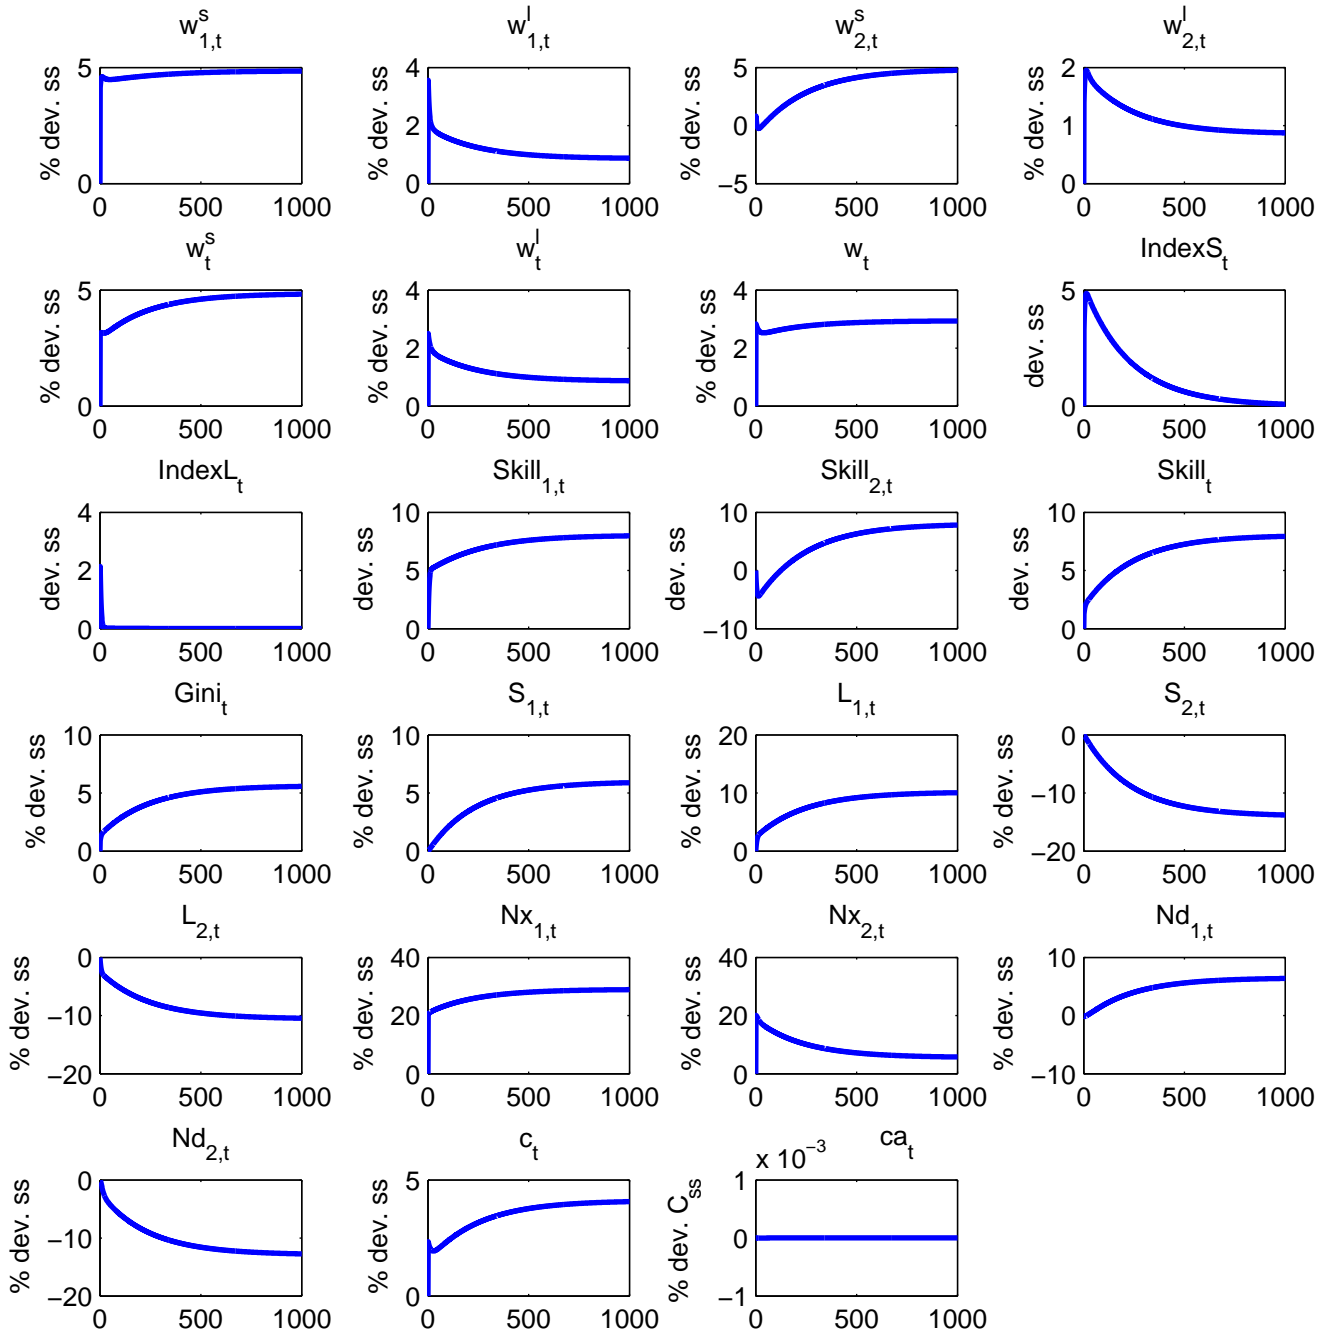 w^s_{1,t}
% dev. ss
5
0
0 500 1000
w^l_{1,t}
% dev. ss
4
2
0
0 500 1000
w^s_{2,t}
% dev. ss
5
0
−5
0 500 1000
w^l_{2,t}
% dev. ss
2
1
0
0 500 1000
w^s_t
% dev. ss
5
0
0 500 1000
w^l_t
% dev. ss
4
2
0
0 500 1000
w_t
% dev. ss
4
2
0
0 500 1000
IndexS_t
dev. ss
5
0
0 500 1000
IndexL_t
dev. ss
4
2
0
0 500 1000
Skill_{1,t}
dev. ss
10
5
0
0 500 1000
Skill_{2,t}
dev. ss
10
0
−10
0 500 1000
Skill_t
dev. ss
10
5
0
0 500 1000
Gini_t
% dev. ss
10
5
0
0 500 1000
S_{1,t}
% dev. ss
10
5
0
0 500 1000
L_{1,t}
% dev. ss
20
10
0
0 500 1000
S_{2,t}
% dev. ss
0
−10
−20
0 500 1000
L_{2,t}
% dev. ss
0
−10
−20
0 500 1000
Nx_{1,t}
% dev. ss
40
20
0
0 500 1000
Nx_{2,t}
% dev. ss
40
20
0
0 500 1000
Nd_{1,t}
% dev. ss
10
0
−10
0 500 1000
Nd_{2,t}
% dev. ss
0
−10
−20
0 500 1000
c_t
% dev. ss
5
0
0 500 1000
ca_t
x 10^{−3}
% dev. C_{ss}
1
0
−1
0 500 1000